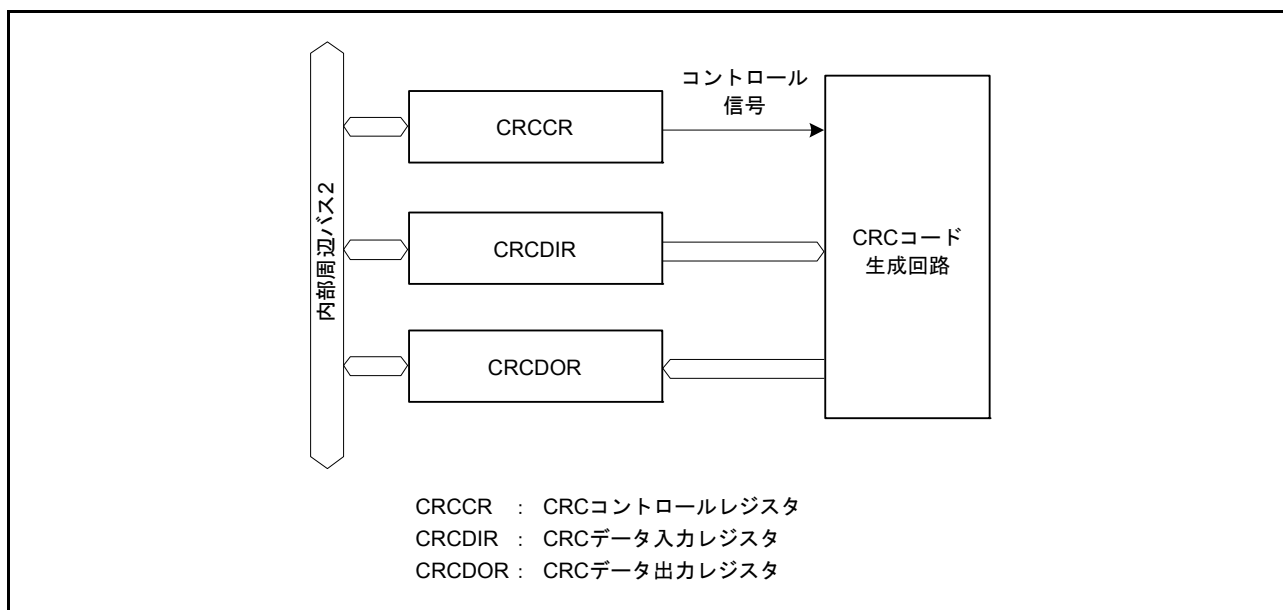 コントロール
信号
CRCCR
内部周辺バス2
CRCDIR
CRCコード
生成回路
CRCDOR
CRCCR : CRCコントロールレジスタ
CRCDIR : CRCデータ入力レジスタ
CRCDOR : CRCデータ出力レジスタ